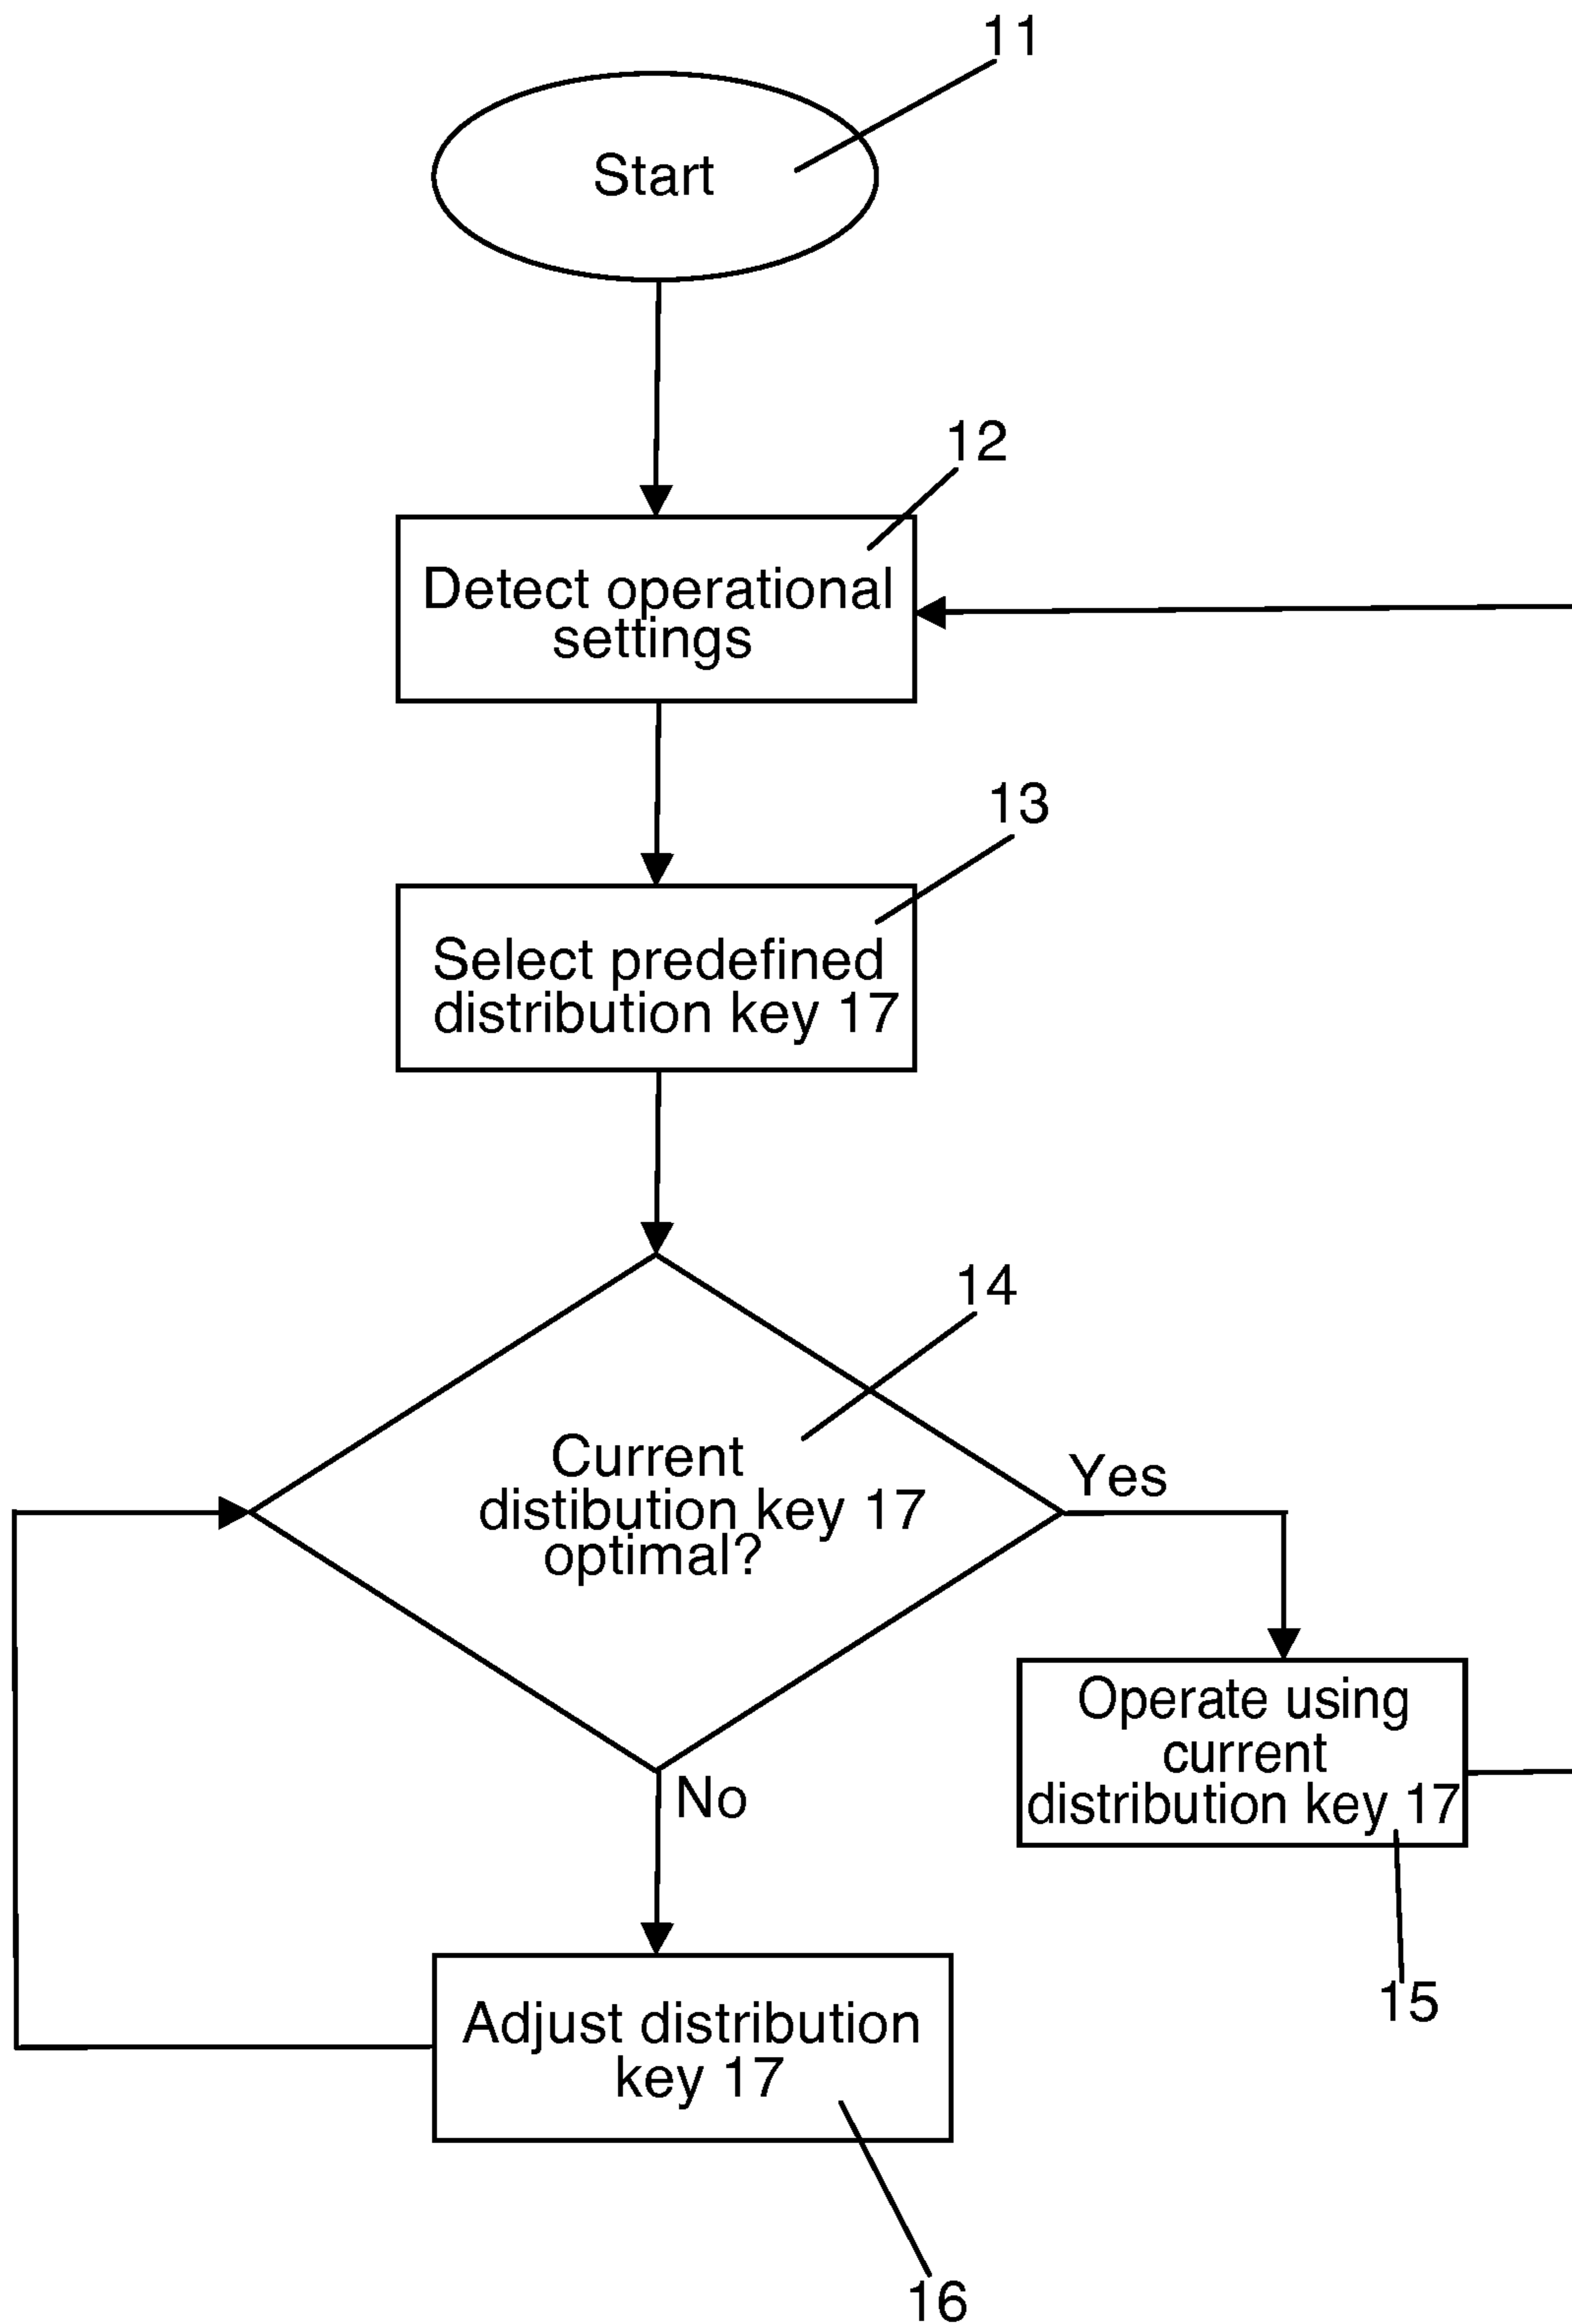 11
Start
12
Detect operational
settings
13
Select predefined
distribution key 17
14
Current
distibution key 17
optimal?
Yes
No
Operate using
current
distribution key 17
15
Adjust distribution
key 17
16